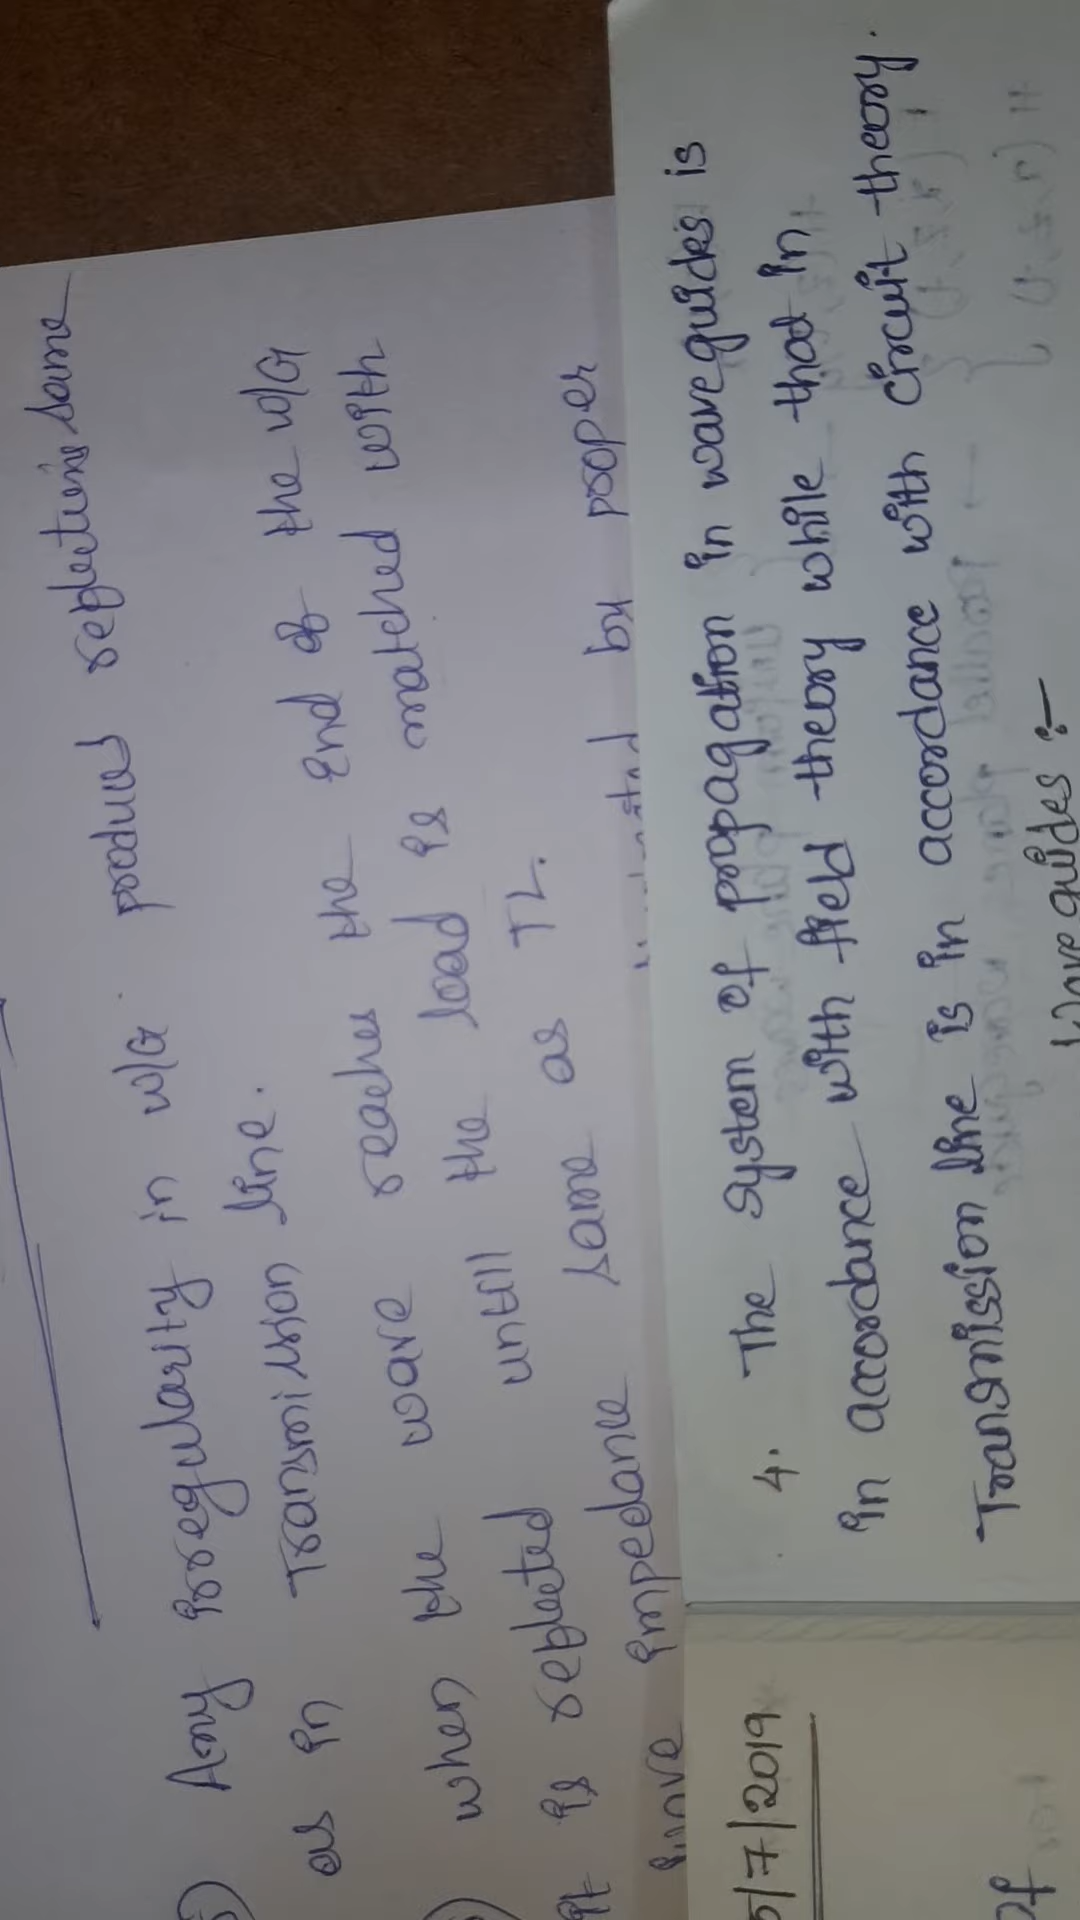 Any irregularity in w/G produces reflections same
as in Transmission line.
when the wave reaches the end of the w/G
it is reflected until the load is matched with
impedance same as TL.
by proper
4. The system of propagation in wave guides is
in accordance with field theory while that in
Transmission line is in accordance with circuit theory.
wave guides :-
/7/2019
of